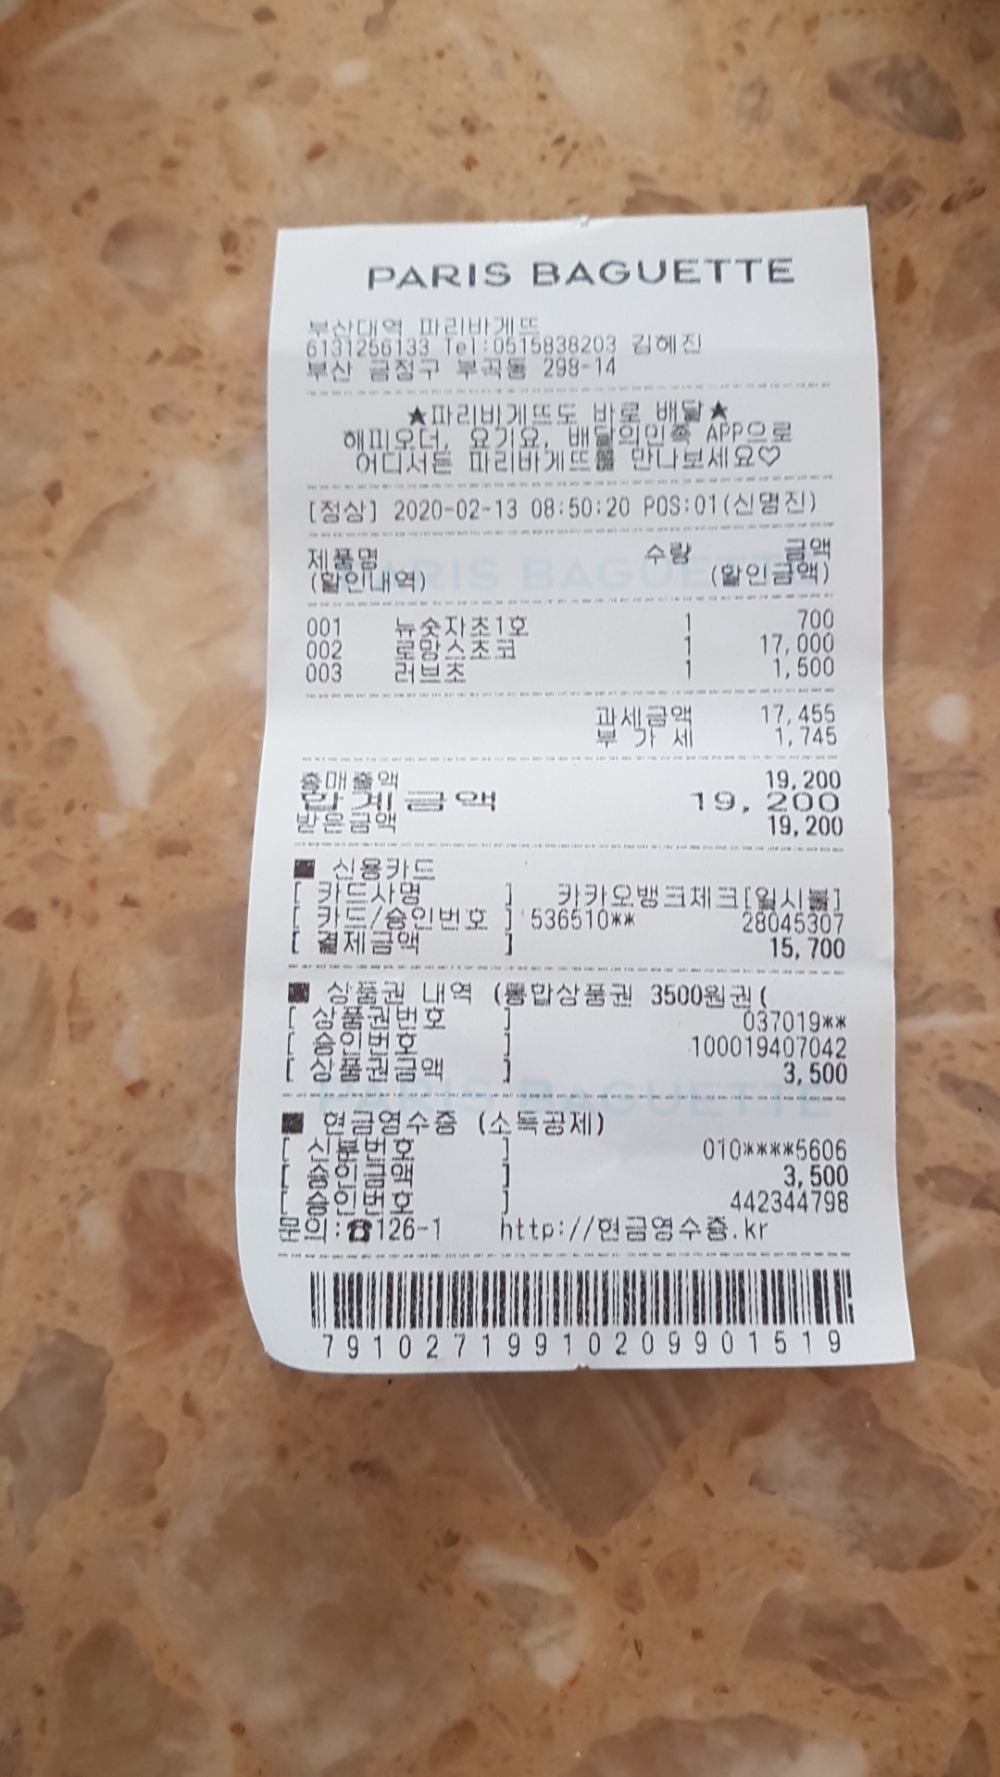 PARIS BAGUETTE
부산대역 파리바게뜨
6131256133 Tel:0515838203 김혜진
부산 금정구 부곡동 298-14
★파리바게뜨도 바로 배달★
해피오더, 요기요, 배달의민족 APP으로
어디서든 파리바게뜨를 만나보세요♡
[정상] 2020-02-13 08:50:20 POS:01(신명진)
제품명 수량 금액
(할인내역) (할인금액)
001 뉴숫자초1호 1 700
002 로망스초코 1 17,000
003 러브초 1 1,500
과세금액 17,455
부 가 세 1,745
총매출액 19,200
합 계 금 액 19, 200
받은금액 19,200
■ 신용카드
[ 카드사명 ] 카카오뱅크체크[일시불]
[ 카드/승인번호 ] 536510** 28045307
[ 결제금액 ] 15,700
■ 상품권 내역 (통합상품권 3500원권(
[ 상품권번호 ] 037019**
[ 승인번호 ] 100019407042
[ 상품권금액 ] 3,500
■ 현금영수증 (소득공제)
[ 신분번호 ] 010****5606
[ 승인금액 ] 3,500
[ 승인번호 ] 442344798
문의:☎126-1 http://현금영수증.kr
79102719910209901519